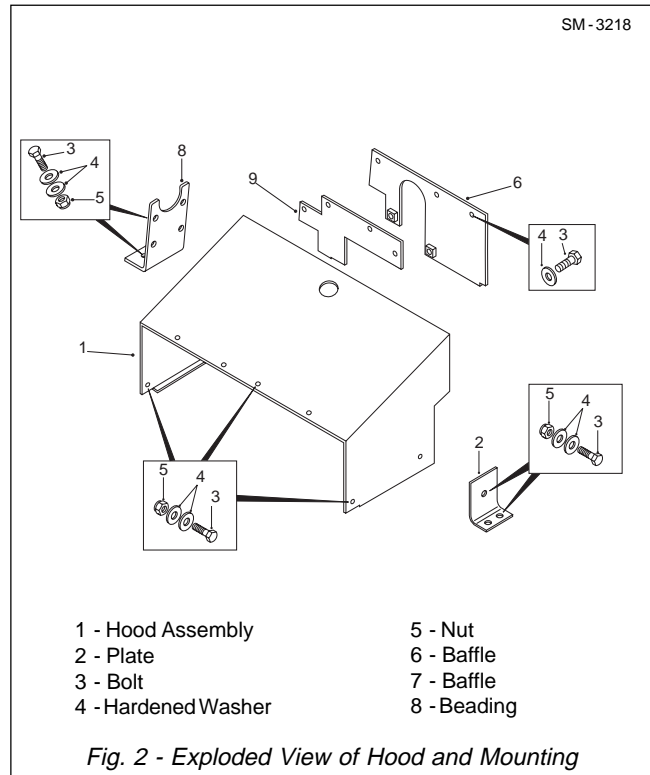 SM-3218
3
4
5
8
9
6
4 3
1
5 4
3
2
5
4
3
1 - Hood Assembly
2 - Plate
3 - Bolt
4 - Hardened Washer
5 - Nut
6 - Baffle
7 - Baffle
8 - Beading
Fig. 2 - Exploded View of Hood and Mounting